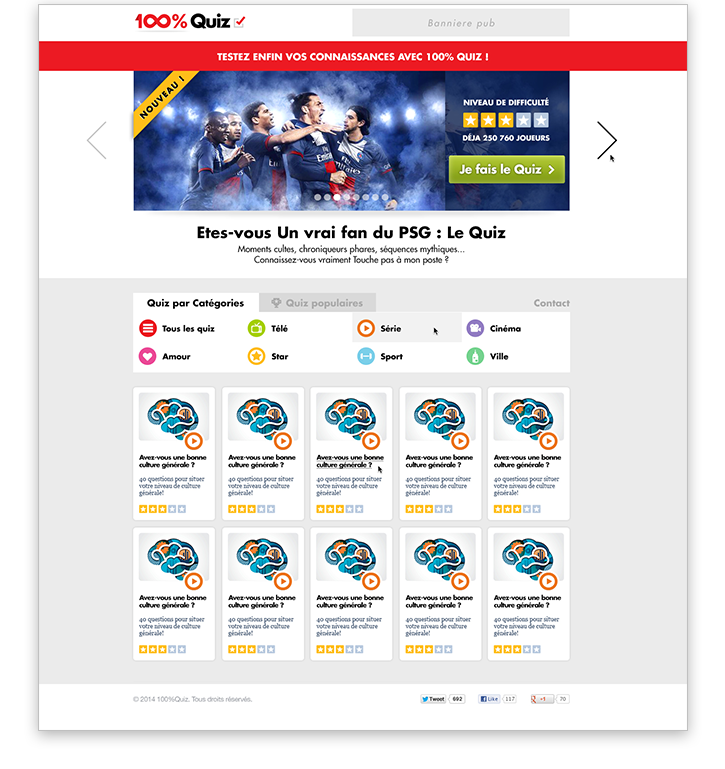 100% Quiz
Banniere pub
TESTEZ ENFIN VOS CONNAISSANCES AVEC 100% QUIZ !
NOUVEAU !
NIVEAU DE DIFFICULTÉ
DÉJA 250 760 JOUEURS
Je fais le Quiz
Fly Emirates
Etes-vous Un vrai fan du PSG : Le Quiz
Moments cultes, chroniqueurs phares, séquences mythiques...
Connaissez-vous vraiment Touche pas à mon poste ?
Quiz par Catégories
Quiz populaires
Contact
Tous les quiz
Télé
Série
Cinéma
Amour
Star
Sport
Ville
Avez-vous une bonne
culture générale ?
40 questions pour situer
votre niveau de culture
générale!
Avez-vous une bonne
culture générale ?
40 questions pour situer
votre niveau de culture
générale!
Avez-vous une bonne
culture générale ?
40 questions pour situer
votre niveau de culture
générale!
Avez-vous une bonne
culture générale ?
40 questions pour situer
votre niveau de culture
générale!
Avez-vous une bonne
culture générale ?
40 questions pour situer
votre niveau de culture
générale!
Avez-vous une bonne
culture générale ?
40 questions pour situer
votre niveau de culture
générale!
Avez-vous une bonne
culture générale ?
40 questions pour situer
votre niveau de culture
générale!
Avez-vous une bonne
culture générale ?
40 questions pour situer
votre niveau de culture
générale!
Avez-vous une bonne
culture générale ?
40 questions pour situer
votre niveau de culture
générale!
Avez-vous une bonne
culture générale ?
40 questions pour situer
votre niveau de culture
générale!
© 2014 100%Quiz. Tous droits réservés.
Tweet 692
Like 117
+1 70